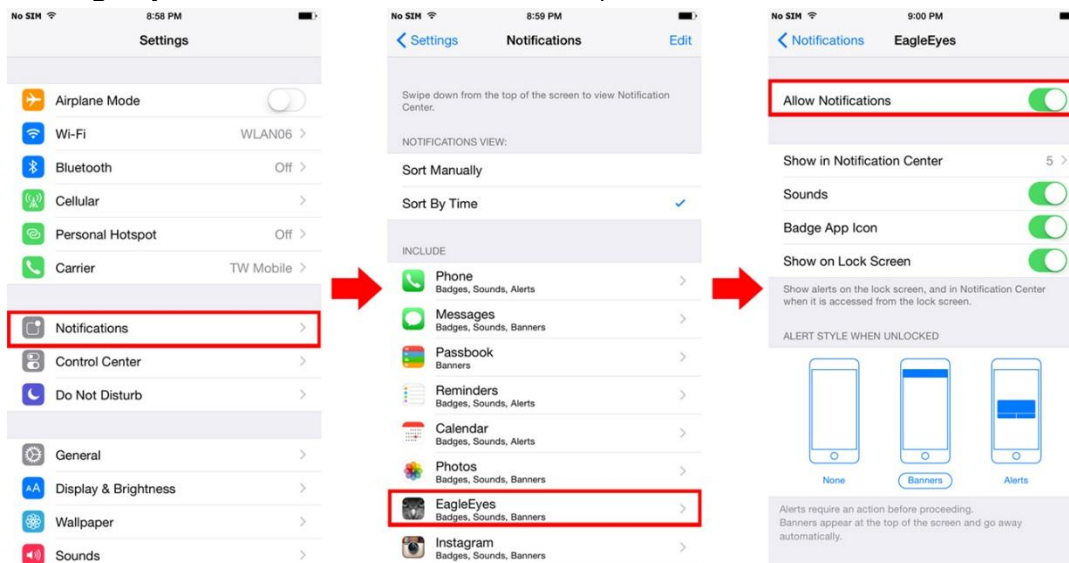 No SIM 8:58 PM
Settings
Airplane Mode
Wi-Fi WLAN06
Bluetooth Off
Cellular
Personal Hotspot Off
Carrier TW Mobile
Notifications
Control Center
Do Not Disturb
General
Display & Brightness
Wallpaper
Sounds
No SIM 8:59 PM
Settings Notifications Edit
Swipe down from the top of the screen to view Notification
Center.
NOTIFICATIONS VIEW:
Sort Manually
Sort By Time
INCLUDE
Phone
Badges, Sounds, Alerts
Messages
Badges, Sounds, Banners
Passbook
Banners
Reminders
Badges, Sounds, Alerts
Calendar
Badges, Sounds, Alerts
Photos
Badges, Sounds, Banners
EagleEyes
Badges, Sounds, Banners
Instagram
Badges, Sounds, Banners
No SIM 9:00 PM
Notifications EagleEyes
Allow Notifications
Show in Notification Center 5
Sounds
Badge App Icon
Show on Lock Screen
Show alerts on the lock screen, and in Notification Center
when it is accessed from the lock screen.
ALERT STYLE WHEN UNLOCKED
None Banners Alerts
Alerts require an action before proceeding.
Banners appear at the top of the screen and go away
automatically.